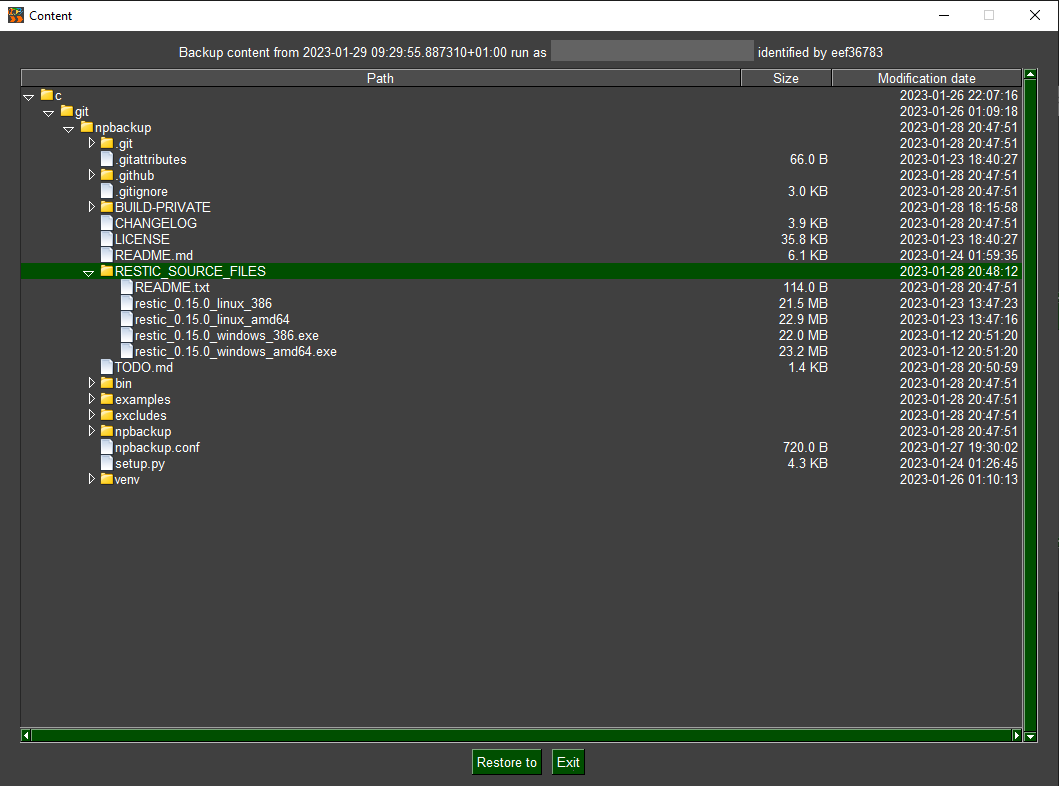 Content
Backup content from 2023-01-29 09:29:55.887310+01:00 run as identified by eef36783
Path Size Modification date
c 2023-01-26 22:07:16
git 2023-01-26 01:09:18
npbackup 2023-01-28 20:47:51
.git 2023-01-28 20:47:51
.gitattributes 66.0 B 2023-01-23 18:40:27
.github 2023-01-28 20:47:51
.gitignore 3.0 KB 2023-01-28 20:47:51
BUILD-PRIVATE 2023-01-28 18:15:58
CHANGELOG 3.9 KB 2023-01-28 20:47:51
LICENSE 35.8 KB 2023-01-23 18:40:27
README.md 6.1 KB 2023-01-24 01:59:35
RESTIC_SOURCE_FILES 2023-01-28 20:48:12
README.txt 114.0 B 2023-01-28 20:47:51
restic_0.15.0_linux_386 21.5 MB 2023-01-23 13:47:23
restic_0.15.0_linux_amd64 22.9 MB 2023-01-23 13:47:16
restic_0.15.0_windows_386.exe 22.0 MB 2023-01-12 20:51:20
restic_0.15.0_windows_amd64.exe 23.2 MB 2023-01-12 20:51:20
TODO.md 1.4 KB 2023-01-28 20:50:59
bin 2023-01-28 20:47:51
examples 2023-01-28 20:47:51
excludes 2023-01-28 20:47:51
npbackup 2023-01-28 20:47:51
npbackup.conf 720.0 B 2023-01-27 19:30:02
setup.py 4.3 KB 2023-01-24 01:26:45
venv 2023-01-26 01:10:13
Restore to Exit